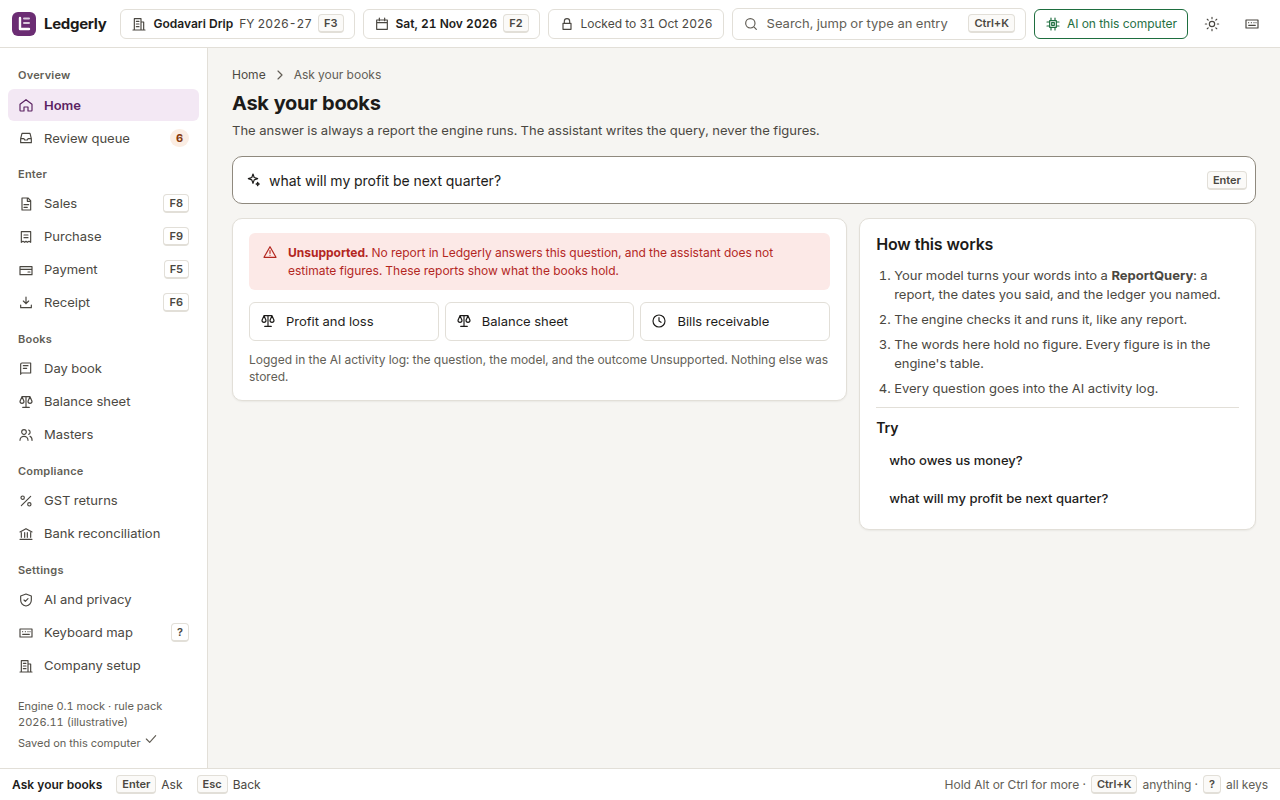 Ledgerly
Godavari Drip FY 2026-27 F3
Sat, 21 Nov 2026 F2
Locked to 31 Oct 2026
Search, jump or type an entry Ctrl+K
AI on this computer
Overview
Home
Review queue 6
Enter
Sales F8
Purchase F9
Payment F5
Receipt F6
Books
Day book
Balance sheet
Masters
Compliance
GST returns
Bank reconciliation
Settings
AI and privacy
Keyboard map ?
Company setup
Engine 0.1 mock · rule pack
2026.11 (illustrative)
Saved on this computer
Home Ask your books
Ask your books
The answer is always a report the engine runs. The assistant writes the query, never the figures.
what will my profit be next quarter? Enter
Unsupported. No report in Ledgerly answers this question, and the assistant does not
estimate figures. These reports show what the books hold.
Profit and loss
Balance sheet
Bills receivable
Logged in the AI activity log: the question, the model, and the outcome Unsupported. Nothing else was
stored.
How this works
1. Your model turns your words into a ReportQuery: a
report, the dates you said, and the ledger you named.
2. The engine checks it and runs it, like any report.
3. The words here hold no figure. Every figure is in the
engine's table.
4. Every question goes into the AI activity log.
Try
who owes us money?
what will my profit be next quarter?
Ask your books Enter Ask Esc Back
Hold Alt or Ctrl for more · Ctrl+K anything · ? all keys